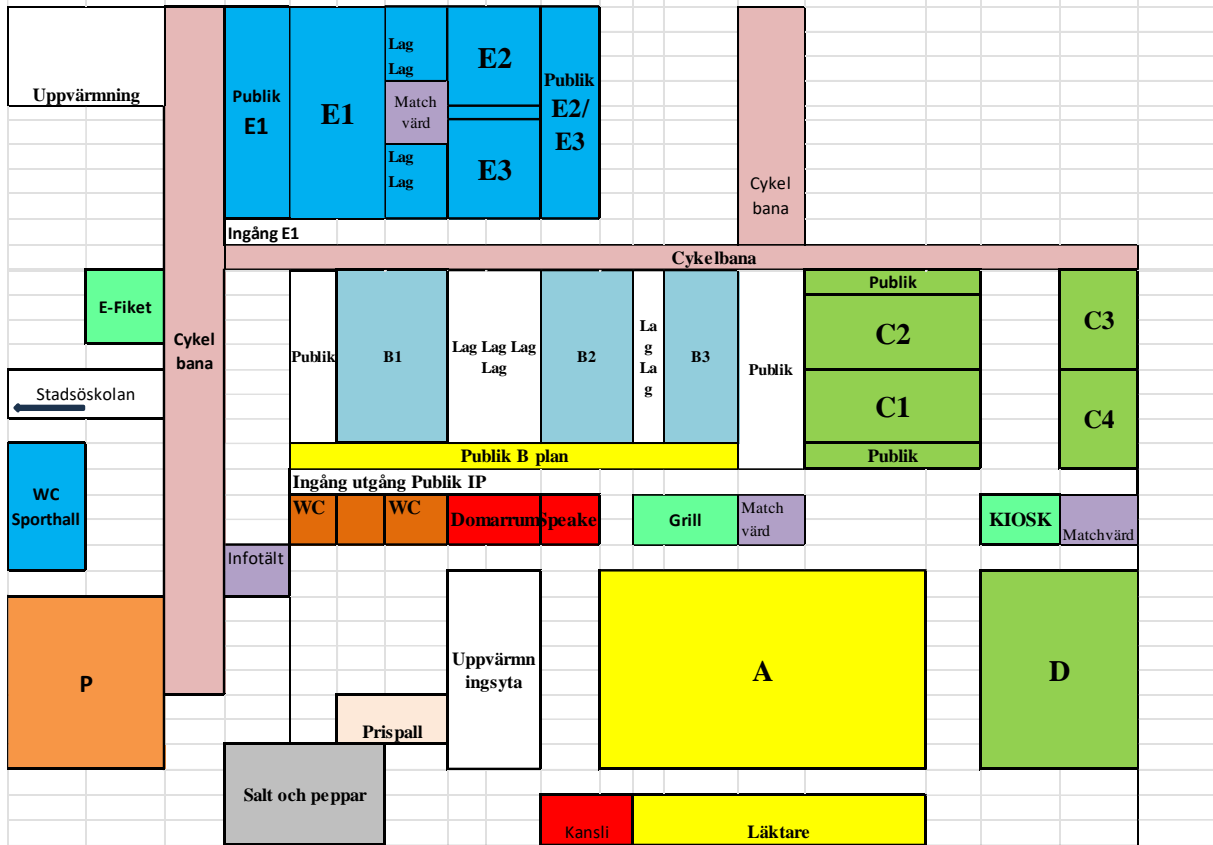 Uppvärmning
Publik
E1
E1
Lag
Lag
Match
värd
Lag
Lag
E2
E3
Publik
E2/
E3
Cykel
bana
Ingång E1
Cykelbana
E-Fiket
Cykel
bana
Stadsöskolan
WC
Sporthall
Publik
B1
Lag Lag Lag
Lag
B2
La
g
La
g
B3
Publik
Publik
C2
C1
Publik
C3
C4
Publik B plan
Ingång utgång Publik IP
WC
WC
Domarrum
Speake
Grill
Match
värd
KIOSK
Matchvärd
Infotält
P
Uppvärmn
ingsyta
A
D
Prispall
Salt och peppar
Kansli
Läktare